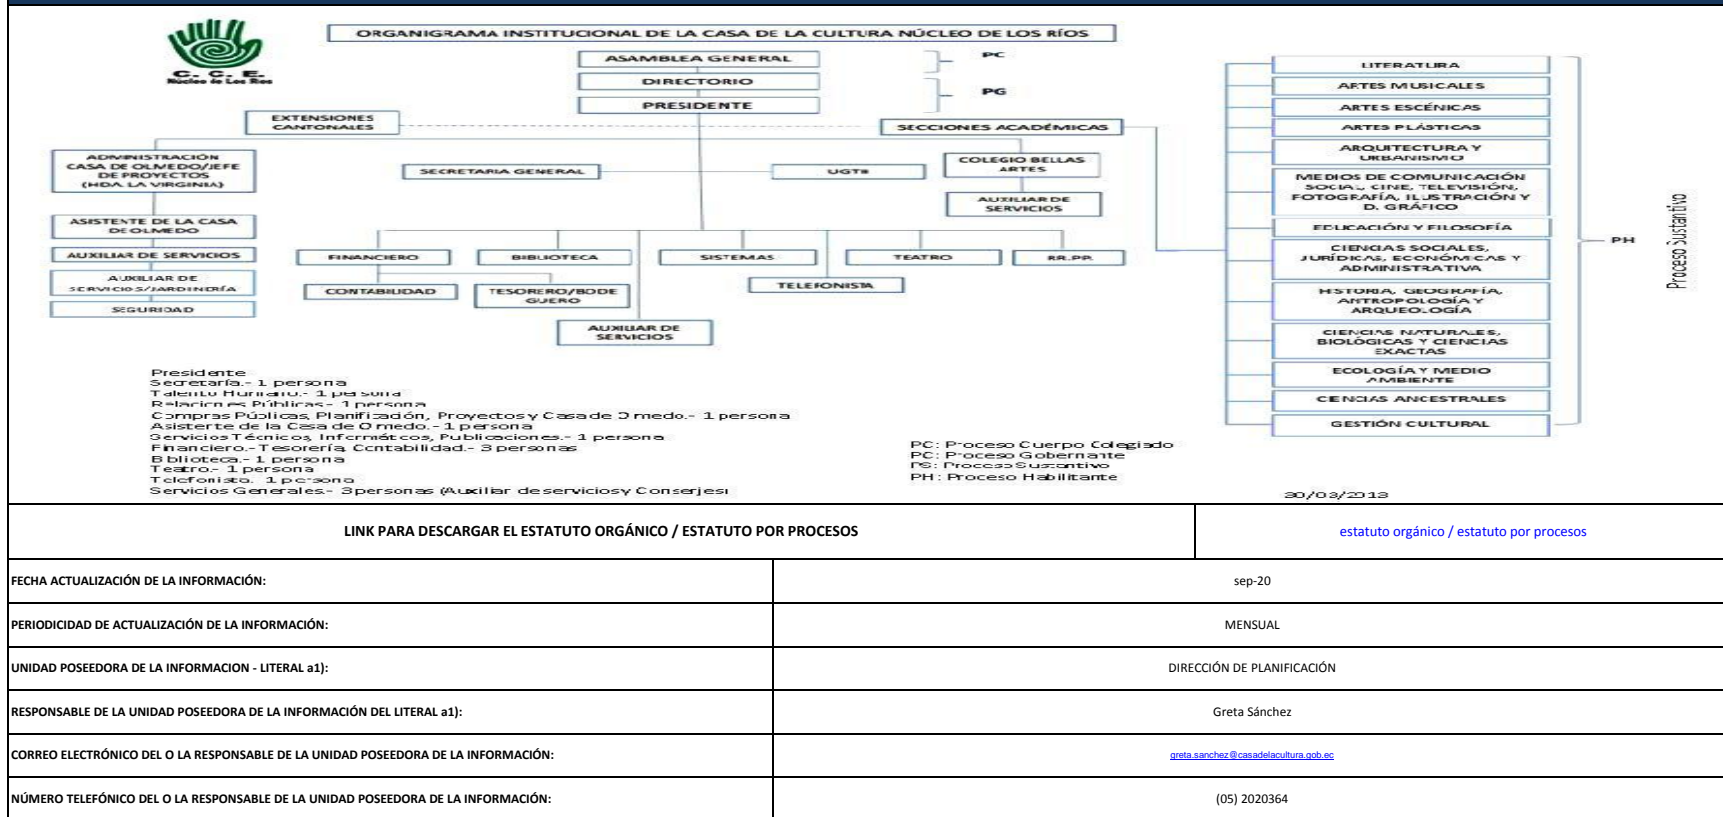 ORGANIGRAMA INSTITUCIONAL DE LA CASA DE LA CULTURA NÚCLEO DE LOS RÍOS
C. C. E.
Núcleo de Los Ríos
ASAMBLEA GENERAL
PC
DIRECTORIO
PG
PRESIDENTE
EXTENSIONES
CANTONALES
SECCIONES ACADÉMICAS
ADMINISTRACIÓN
CASA DE OLMEDO/JEFE
DE PROYECTOS
(HDA. LA VIRGINIA)
SECRETARIA GENERAL
UGTH
COLEGIO BELLAS
ARTES
AUXILIAR DE
SERVICIOS
ASISTENTE DE LA CASA
DE OLMEDO
AUXILIAR DE SERVICIOS
AUXILIAR DE
SERVICIOS/JARDINERÍA
SEGURIDAD
FINANCIERO
BIBLIOTECA
SISTEMAS
TEATRO
RR.PP.
CONTABILIDAD
TESORERO/BODE
GUERO
TELEFONISTA
AUXILIAR DE
SERVICIOS
LITERATURA
ARTES MUSICALES
ARTES ESCÉNICAS
ARTES PLÁSTICAS
ARQUITECTURA Y
URBANISMO
MEDIOS DE COMUNICACIÓN
SOCIAL, CINE, TELEVISIÓN,
FOTOGRAFÍA, ILUSTRACIÓN Y
D. GRÁFICO
EDUCACIÓN Y FILOSOFÍA
CIENCIAS SOCIALES,
JURÍDICAS, ECONÓMICAS Y
ADMINISTRATIVA
HISTORIA, GEOGRAFÍA,
ANTROPOLOGÍA Y
ARQUEOLOGÍA
CIENCIAS NATURALES,
BIOLÓGICAS Y CIENCIAS
EXACTAS
ECOLOGÍA Y MEDIO
AMBIENTE
CIENCIAS ANCESTRALES
GESTIÓN CULTURAL
PH
Proceso Sustantivo
Presidente
Secretaría.- 1 persona
Talento Humano.- 1 persona
Relaciones Públicas.- 1 persona
Compras Públicas, Planificación, Proyectos y Casa de Olmedo.- 1 persona
Asistente de la Casa de Olmedo.- 1 persona
Servicios Técnicos, Informáticos, Publicaciones.- 1 persona
Financiero.- Tesorería, Contabilidad.- 3 personas
Biblioteca.- 1 persona
Teatro.- 1 persona
Telefonista.- 1 persona
Servicios Generales.- 3personas (Auxiliar de servicios y Conserjes)
PC: Proceso Cuerpo Colegiado
PC: Proceso Gobernante
PS: Proceso Sustantivo
PH: Proceso Habilitante
LINK PARA DESCARGAR EL ESTATUTO ORGÁNICO / ESTATUTO POR PROCESOS
estatuto orgánico / estatuto por procesos
FECHA ACTUALIZACIÓN DE LA INFORMACIÓN:
sep-20
PERIODICIDAD DE ACTUALIZACIÓN DE LA INFORMACIÓN:
MENSUAL
UNIDAD POSEEDORA DE LA INFORMACION - LITERAL a1):
DIRECCIÓN DE PLANIFICACIÓN
RESPONSABLE DE LA UNIDAD POSEEDORA DE LA INFORMACIÓN DEL LITERAL a1):
Greta Sánchez
CORREO ELECTRÓNICO DEL O LA RESPONSABLE DE LA UNIDAD POSEEDORA DE LA INFORMACIÓN:
greta.sanchez@casadelacultura.gob.ec
NÚMERO TELEFÓNICO DEL O LA RESPONSABLE DE LA UNIDAD POSEEDORA DE LA INFORMACIÓN:
(05) 2020364